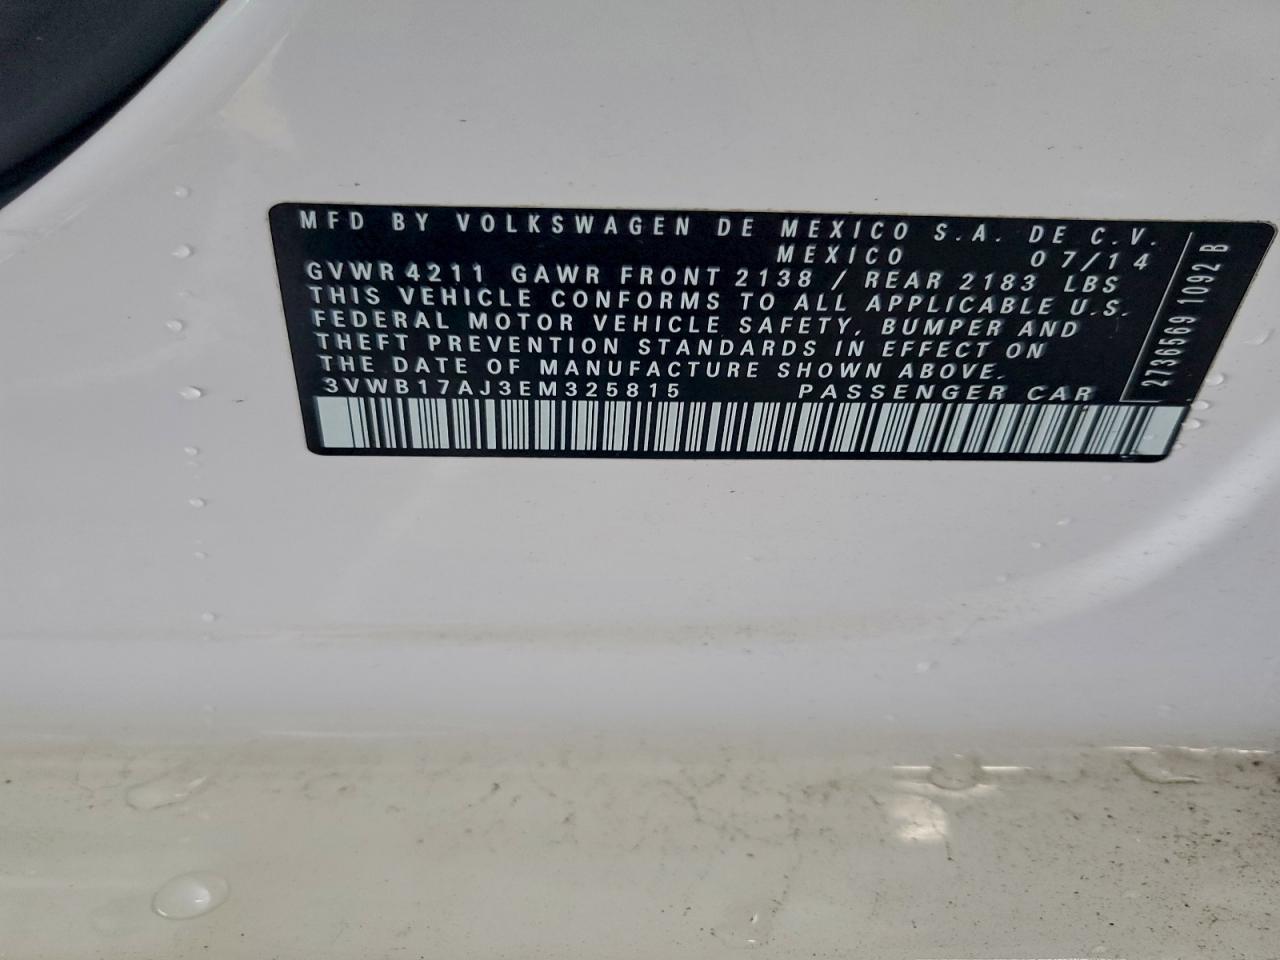 MFD BY VOLKSWAGEN DE MEXICO S.A. DE C.V.
MEXICO 07/14
GVWR 4211 GAWR FRONT 2138 / REAR 2183 LBS
THIS VEHICLE CONFORMS TO ALL APPLICABLE U.S.
FEDERAL MOTOR VEHICLE SAFETY, BUMPER AND
THEFT PREVENTION STANDARDS IN EFFECT ON
THE DATE OF MANUFACTURE SHOWN ABOVE.
3VWB17AJ3EM325815 PASSENGER CAR
2736569 1092 B